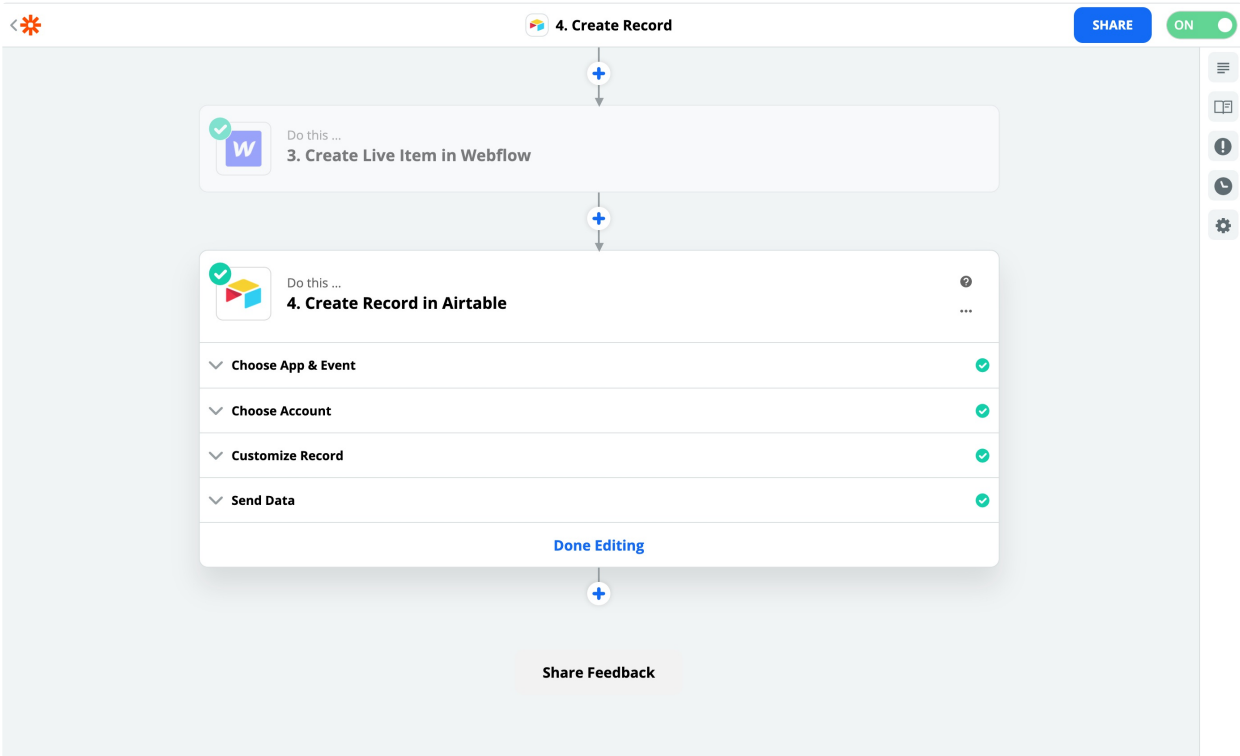 4. Create Record
SHARE
ON
Do this ...
3. Create Live Item in Webflow
Do this ...
4. Create Record in Airtable
Choose App & Event
Choose Account
Customize Record
Send Data
Done Editing
Share Feedback